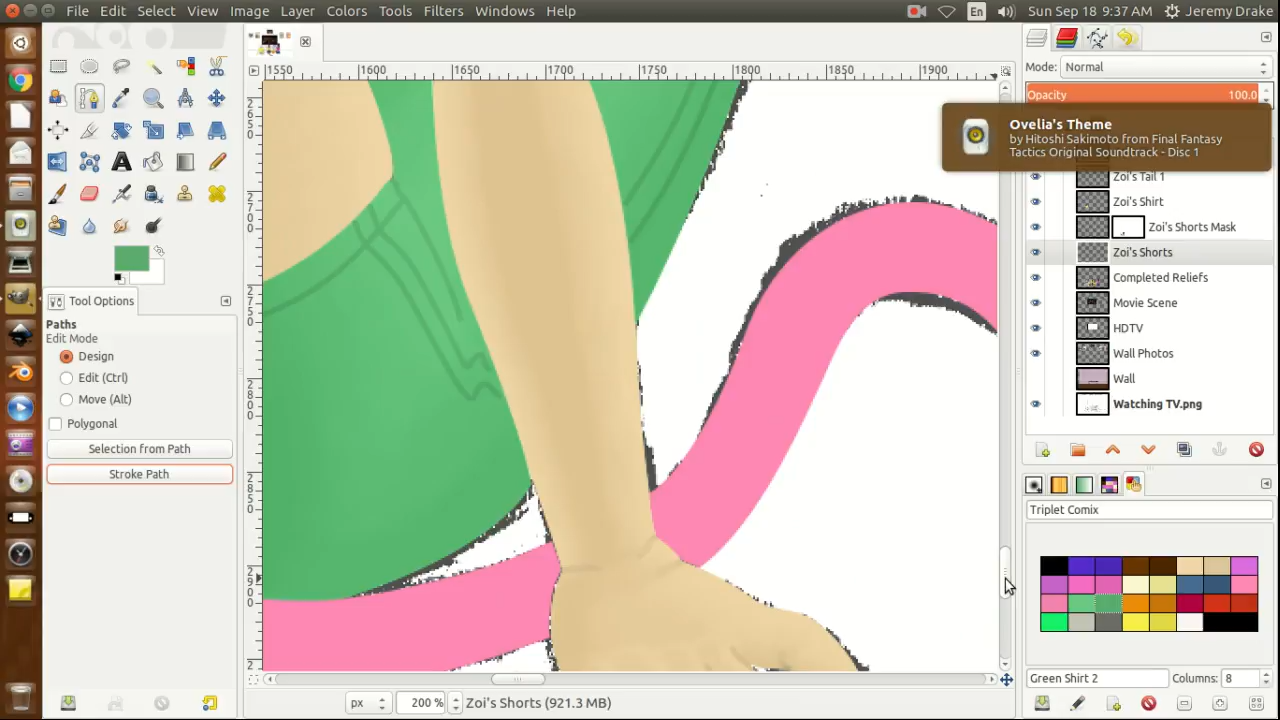 File Edit Select View Image Layer Colors Tools Filters Windows Help
En Sun Sep 18 9:37 AM Jeremy Drake
1550 1600 1650 1700 1750 1800 1850 1900
Mode: Normal
Opacity 100.0
Ovelia's Theme
by Hitoshi Sakimoto from Final Fantasy
Tactics Original Soundtrack - Disc 1
Zoi's Tail 1
Zoi's Shirt
Zoi's Shorts Mask
Zoi's Shorts
Completed Reliefs
Movie Scene
HDTV
Wall Photos
Wall
Watching TV.png
Tool Options
Paths
Edit Mode
Design
Edit (Ctrl)
Move (Alt)
Polygonal
Selection from Path
Stroke Path
Triplet Comix
Green Shirt 2 Columns: 8
px 200 % Zoi's Shorts (921.3 MB)